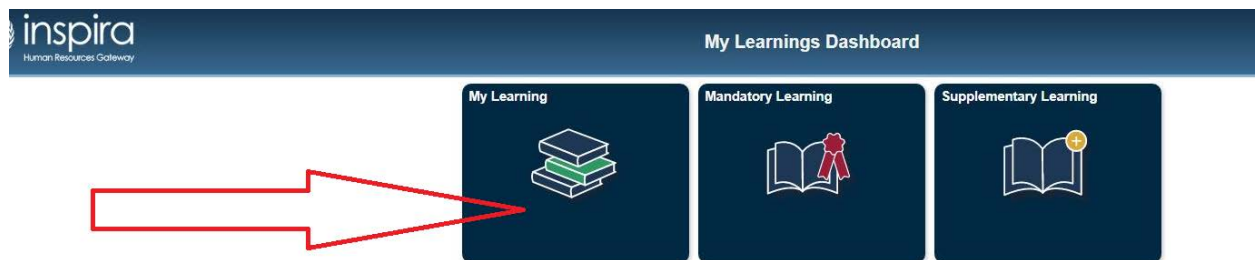 inspira
Human Resources Gateway
My Learnings Dashboard
My Learning
Mandatory Learning
Supplementary Learning